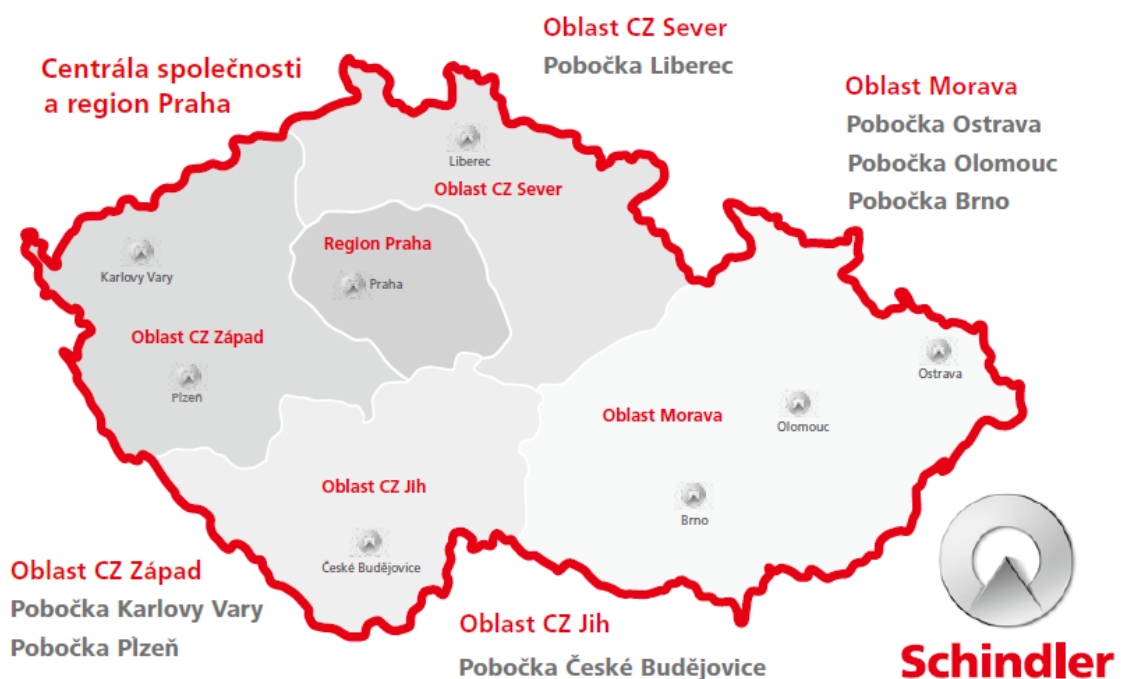 Oblast CZ Sever
Pobočka Liberec
Centrála společnosti
a region Praha
Oblast Morava
Pobočka Ostrava
Pobočka Olomouc
Pobočka Brno
Liberec
Oblast CZ Sever
Region Praha
Praha
Karlovy Vary
Oblast CZ Západ
Plzeň
Ostrava
Oblast Morava
Olomouc
Oblast CZ Jih
Brno
České Budějovice
Oblast CZ Západ
Pobočka Karlovy Vary
Pobočka Plzeň
Oblast CZ Jih
Pobočka České Budějovice
Schindler